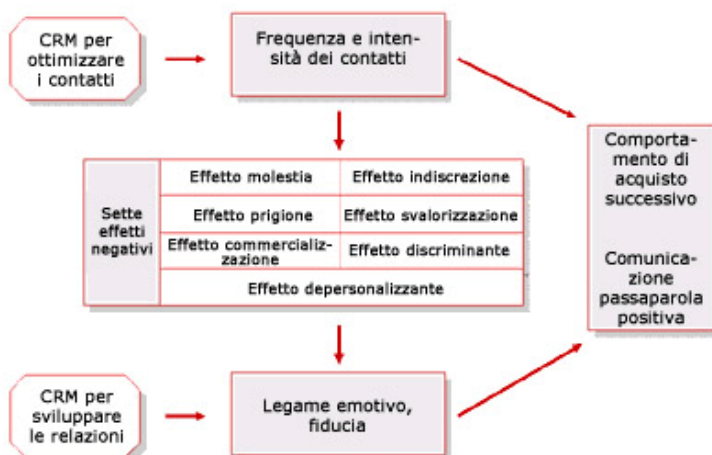 CRM per
ottimizzare
i contatti
Frequenza e inten-
sità dei contatti
Comporta-
mento di
acquisto
successivo
Comunica-
zione
passaparola
positiva
Sette
effetti
negativi
Effetto molestia
Effetto indiscrezione
Effetto prigione
Effetto svalorizzazione
Effetto commercializ-
zazione
Effetto discriminante
Effetto depersonalizzante
CRM per
sviluppare
le relazioni
Legame emotivo,
fiducia